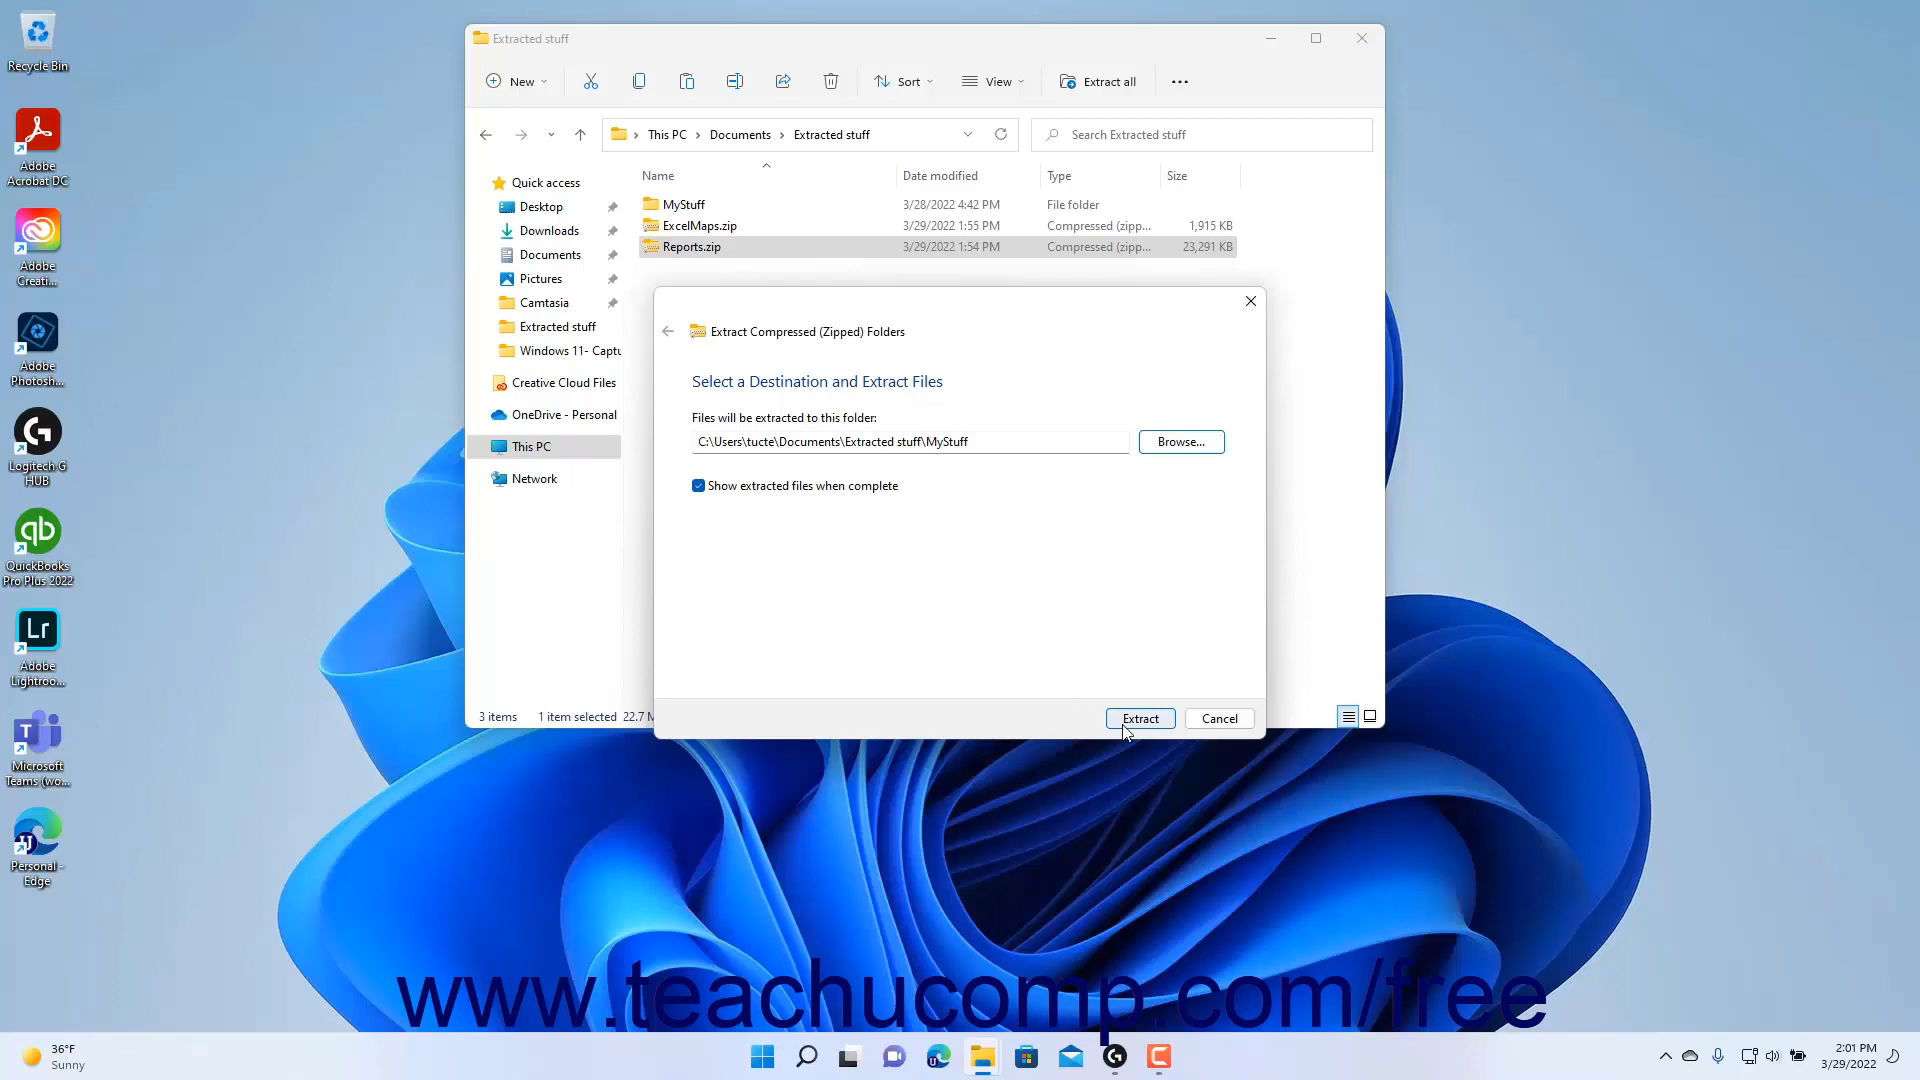 Recycle Bin
Adobe
Acrobat DC
Adobe
Creati...
Adobe
Photosh...
Logitech G
HUB
QuickBooks
Pro Plus 2022
Adobe
Lightroo...
Microsoft
Teams (wo...
Personal -
Edge
Extracted stuff
New
Sort
View
Extract all
This PC > Documents > Extracted stuff
Search Extracted stuff
Name Date modified Type Size
MyStuff 3/28/2022 4:42 PM File folder
ExcelMaps.zip 3/29/2022 1:55 PM Compressed (zipp... 1,915 KB
Reports.zip 3/29/2022 1:54 PM Compressed (zipp... 23,291 KB
Quick access
Desktop
Downloads
Documents
Pictures
Camtasia
Extracted stuff
Windows 11- Captu
Creative Cloud Files
OneDrive - Personal
This PC
Network
3 items 1 item selected 22.7 M
Extract Compressed (Zipped) Folders
Select a Destination and Extract Files
Files will be extracted to this folder:
C:\Users\tucte\Documents\Extracted stuff\MyStuff
Browse...
Show extracted files when complete
Extract
Cancel
www.teachucomp.com/free
36°F
Sunny
2:01 PM
3/29/2022